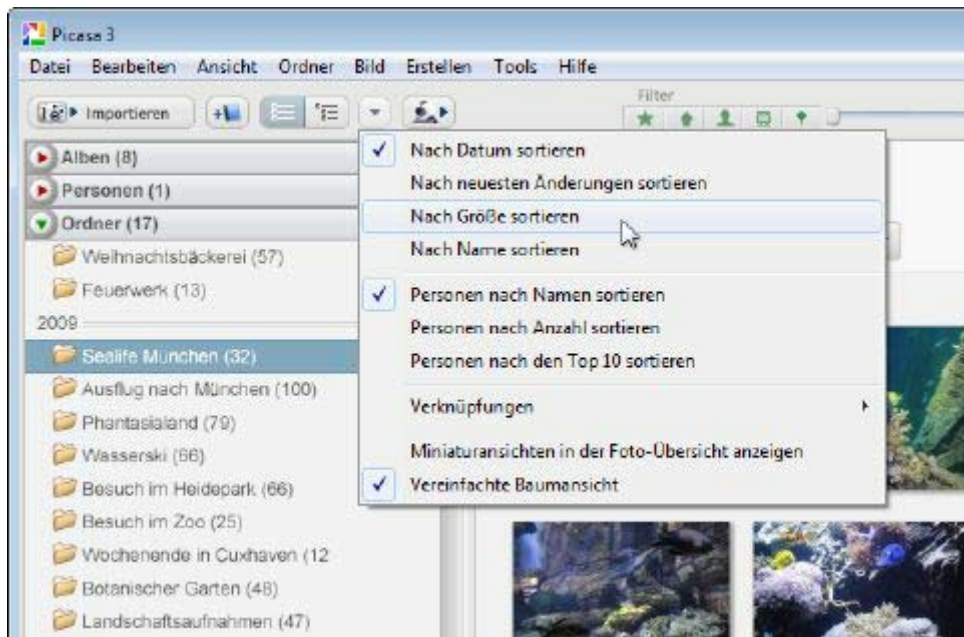 Picasa 3
Datei Bearbeiten Ansicht Ordner Bild Erstellen Tools Hilfe
Importieren
Filter
Alben (8)
Personen (1)
Ordner (17)
Weihnachtsbäckerei (57)
Feuerwerk (13)
2009
Sealife Munchen (32)
Ausflug nach München (100)
Phantasialand (79)
Wasserski (66)
Besuch im Heidepark (66)
Besuch im Zoo (25)
Wochenende in Cuxhaven (12
Botanischer Garten (48)
Landschaftsaufnahmen (47)
Nach Datum sortieren
Nach neuesten Änderungen sortieren
Nach Größe sortieren
Nach Name sortieren
Personen nach Namen sortieren
Personen nach Anzahl sortieren
Personen nach den Top 10 sortieren
Verknüpfungen
Miniaturansichten in der Foto-Übersicht anzeigen
Vereinfachte Baumansicht